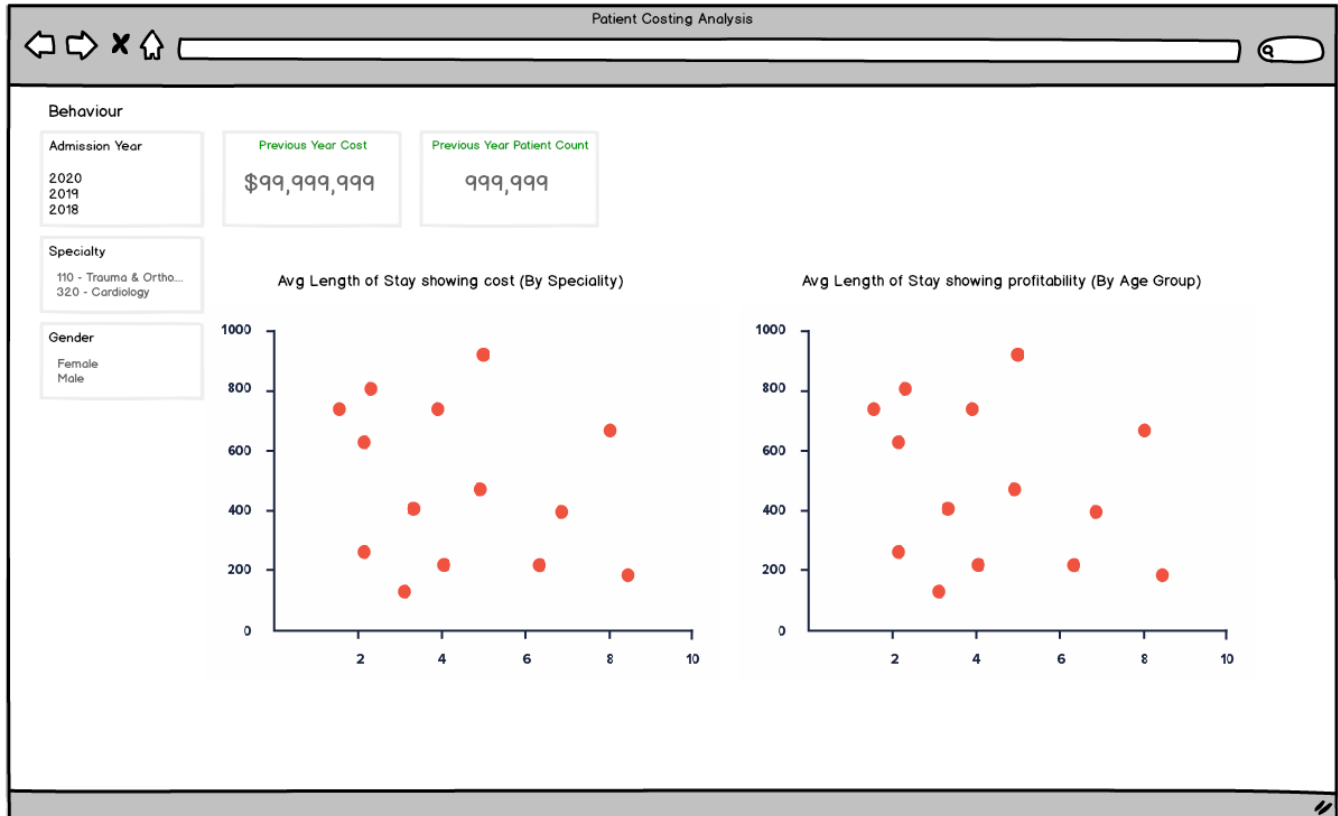 Patient Costing Analysis
Behaviour
Admission Year
2020
2019
2018
Previous Year Cost
$99,999,999
Previous Year Patient Count
999,999
Specialty
110 - Trauma & Ortho...
320 - Cardiology
Gender
Female
Male
Avg Length of Stay showing cost (By Speciality)
1000
800
600
400
200
0
2 4 6 8 10
Avg Length of Stay showing profitability (By Age Group)
1000
800
600
400
200
0
2 4 6 8 10